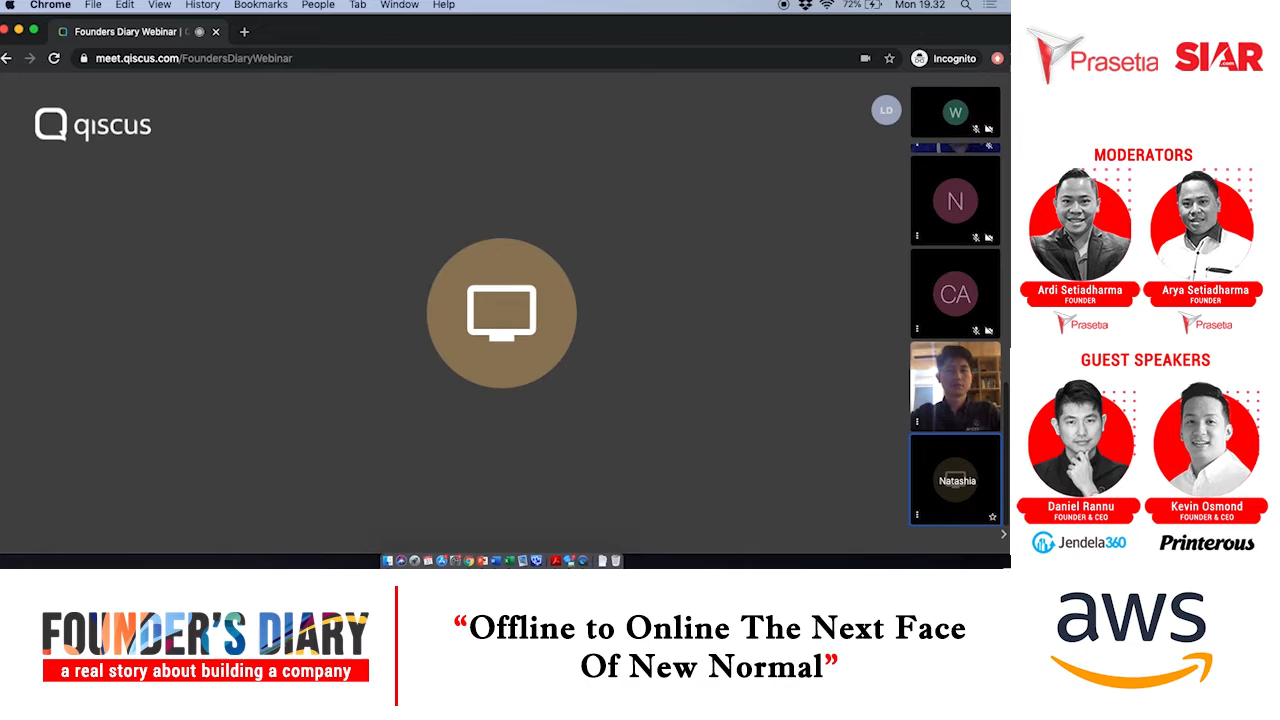 Chrome File Edit View History Bookmarks People Tab Window Help
72% Mon 19.32
Founders Diary Webinar |
meet.qiscus.com/FoundersDiaryWebinar
Incognito
qiscus
LD
W
N
CA
Natashia
Prasetia
SIAR
.com
MODERATORS
Ardi Setiadharma
FOUNDER
Prasetia
Arya Setiadharma
FOUNDER
Prasetia
GUEST SPEAKERS
Daniel Rannu
FOUNDER & CEO
Jendela360
Kevin Osmond
FOUNDER & CEO
Printerous
FOUNDER'S DIARY
a real story about building a company
“Offline to Online The Next Face
Of New Normal”
aws